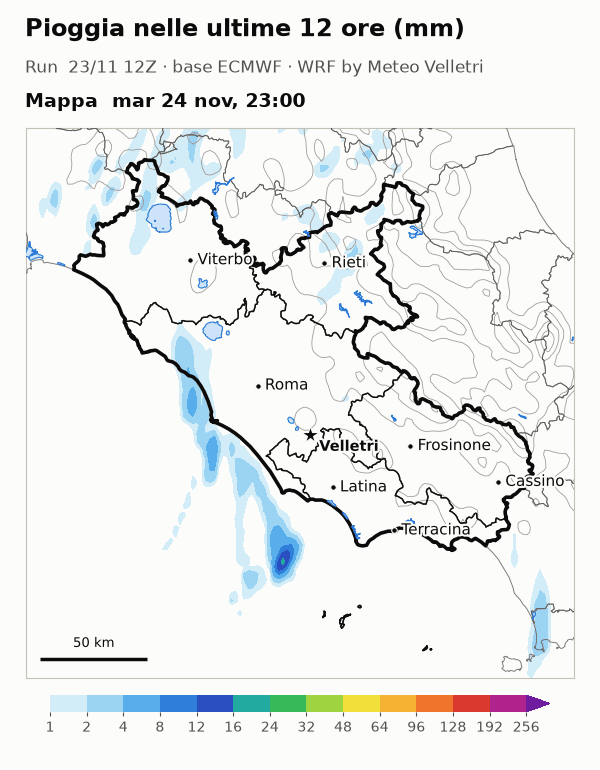 Pioggia nelle ultime 12 ore (mm)
Run 23/11 12Z · base ECMWF · WRF by Meteo Velletri
Mappa mar 24 nov, 23:00
Viterbo
Rieti
Roma
Velletri
Frosinone
Latina
Cassino
Terracina
50 km
1 2 4 8 12 16 24 32 48 64 96 128 192 256